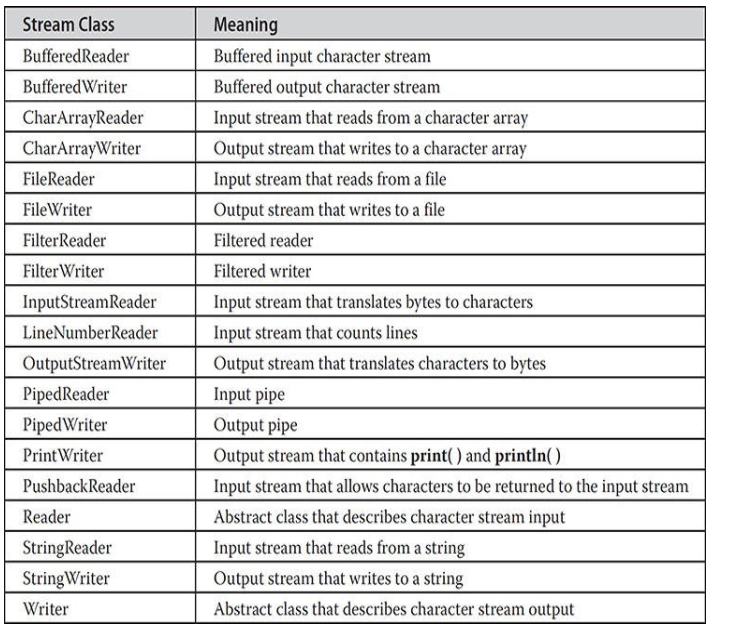 Stream Class Meaning
BufferedReader Buffered input character stream
BufferedWriter Buffered output character stream
CharArrayReader Input stream that reads from a character array
CharArrayWriter Output stream that writes to a character array
FileReader Input stream that reads from a file
FileWriter Output stream that writes to a file
FilterReader Filtered reader
FilterWriter Filtered writer
InputStreamReader Input stream that translates bytes to characters
LineNumberReader Input stream that counts lines
OutputStreamWriter Output stream that translates characters to bytes
PipedReader Input pipe
PipedWriter Output pipe
PrintWriter Output stream that contains print( ) and println( )
PushbackReader Input stream that allows characters to be returned to the input stream
Reader Abstract class that describes character stream input
StringReader Input stream that reads from a string
StringWriter Output stream that writes to a string
Writer Abstract class that describes character stream output